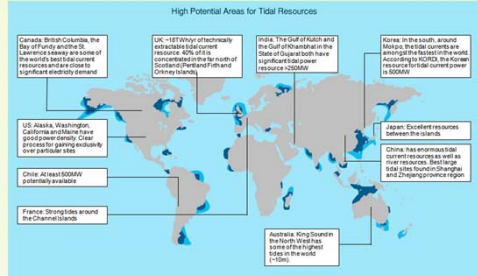 High Potential Areas for Tidal Resources
Canada: British Columbia, the
Bay of Fundy and the St.
Lawrence seaway are some of
the world's best tidal current
resources and are close to
significant electricity demand
UK: ~18TWh/yr of technically
extractable tidal current
resource. 40% of it is
concentrated in the far north of
Scotland (Pentland Firth and
Orkney Islands)
India: The Gulf of Kutch and
the Gulf of Khambhat in the
State of Gujarat both have
significant tidal power
resource >250MW
Korea: In the south, around
Mokpo, the tidal currents are
amongst the fastest in the world.
According to KORDI, the Korean
resource for tidal current power
is 500MW
US: Alaska, Washington,
California and Maine have
good power density. Clear
process for gaining exclusivity
over particular sites
Japan: Excellent resources
between the islands
China: has enormous tidal
current resources as well as
river resources. Best large
tidal sites found in Shanghai
and Zhejang province region
Chile: At least 500MW
potentially available
France: Strong tides around
the Channel Islands
Australia: King Sound in
the North West has
some of the highest
tides in the world
(~10m).